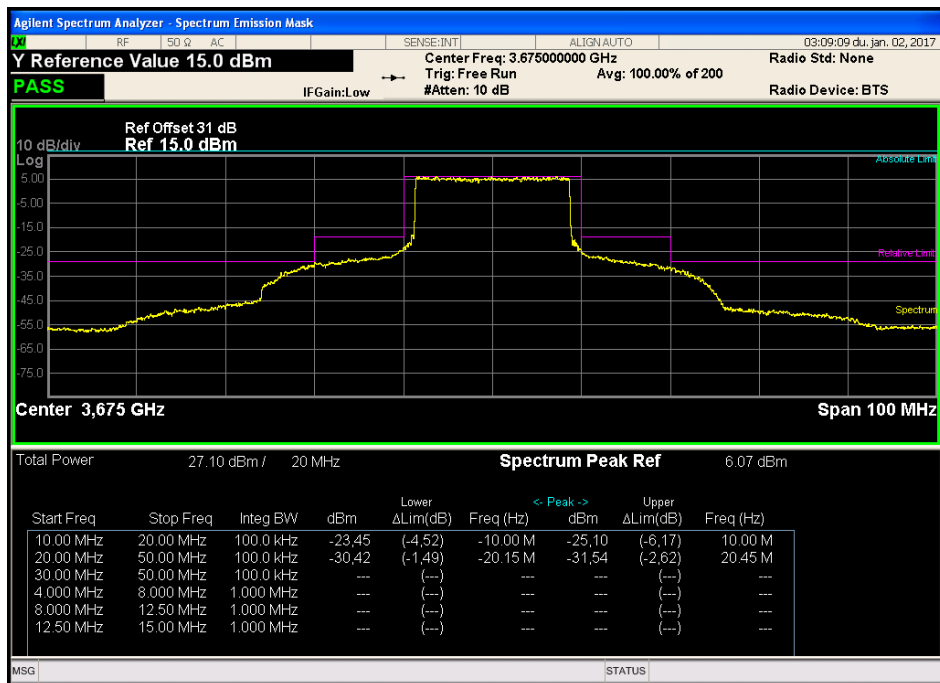 Agilent Spectrum Analyzer - Spectrum Emission Mask
LXI RF 50 Ω AC SENSE:INT ALIGN AUTO 03:09:09 du. jan. 02, 2017
Y Reference Value 15.0 dBm Center Freq: 3.675000000 GHz Radio Std: None
Trig: Free Run Avg: 100.00% of 200
PASS IFGain:Low #Atten: 10 dB Radio Device: BTS
Ref Offset 31 dB
10 dB/div Ref 15.0 dBm
Log Absolute Limit
5.00
-5.00
-15.0
-25.0 Relative Limit
-35.0
-45.0 Spectrum
-55.0
-65.0
-75.0
Center 3,675 GHz Span 100 MHz
Total Power 27.10 dBm / 20 MHz Spectrum Peak Ref 6.07 dBm
Lower <- Peak -> Upper
Start Freq Stop Freq Integ BW dBm ΔLim(dB) Freq (Hz) dBm ΔLim(dB) Freq (Hz)
10.00 MHz 20.00 MHz 100.0 kHz -23,45 (-4,52) -10.00 M -25,10 (-6,17) 10.00 M
20.00 MHz 50.00 MHz 100.0 kHz -30,42 (-1,49) -20.15 M -31,54 (-2,62) 20.45 M
30.00 MHz 50.00 MHz 100.0 kHz --- (---) --- --- (---) ---
4.000 MHz 8.000 MHz 1.000 MHz --- (---) --- --- (---) ---
8.000 MHz 12.50 MHz 1.000 MHz --- (---) --- --- (---) ---
12.50 MHz 15.00 MHz 1.000 MHz --- (---) --- --- (---) ---
MSG STATUS